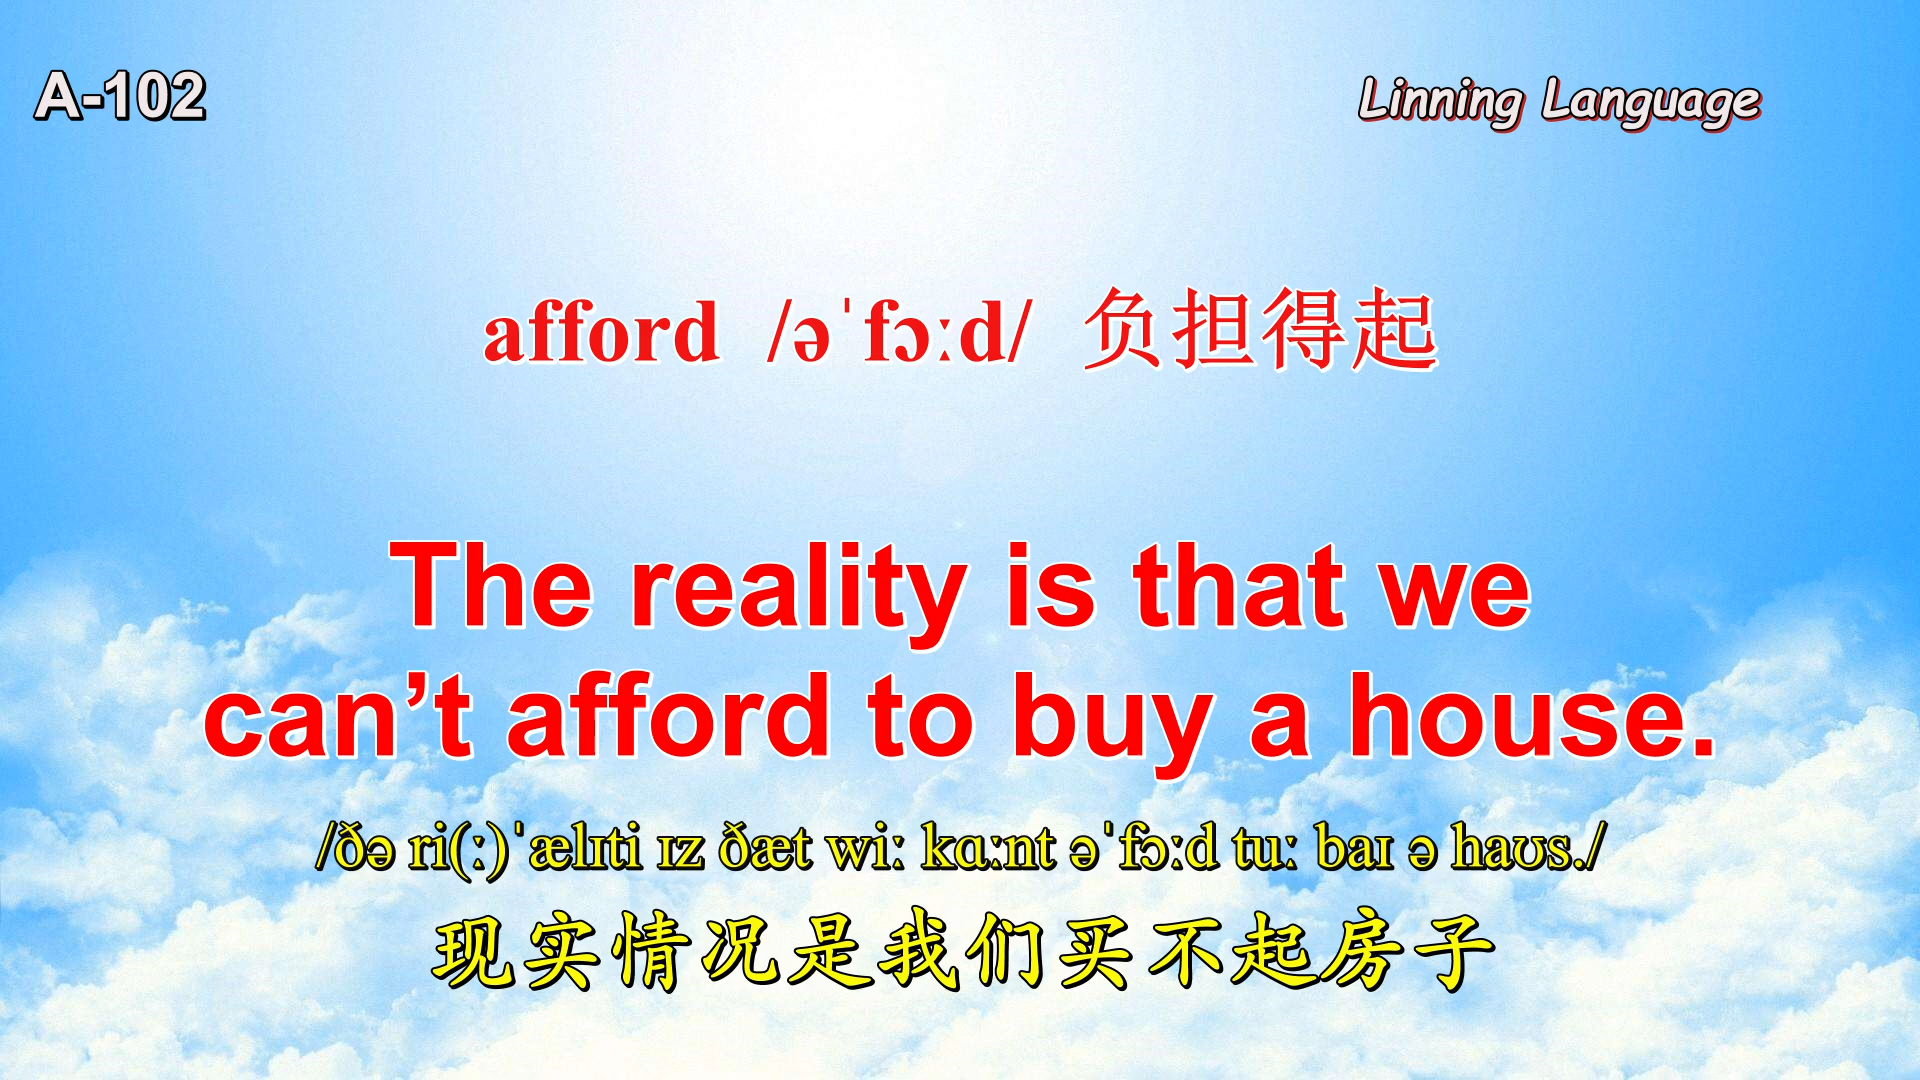 A-102
Linning Language
afford /əˈfɔːd/ 负担得起
The reality is that we
can’t afford to buy a house.
/ðə ri(ː)ˈælɪti ɪz ðæt wiː kɑːnt əˈfɔːd tuː baɪ ə haʊs./
现实情况是我们买不起房子